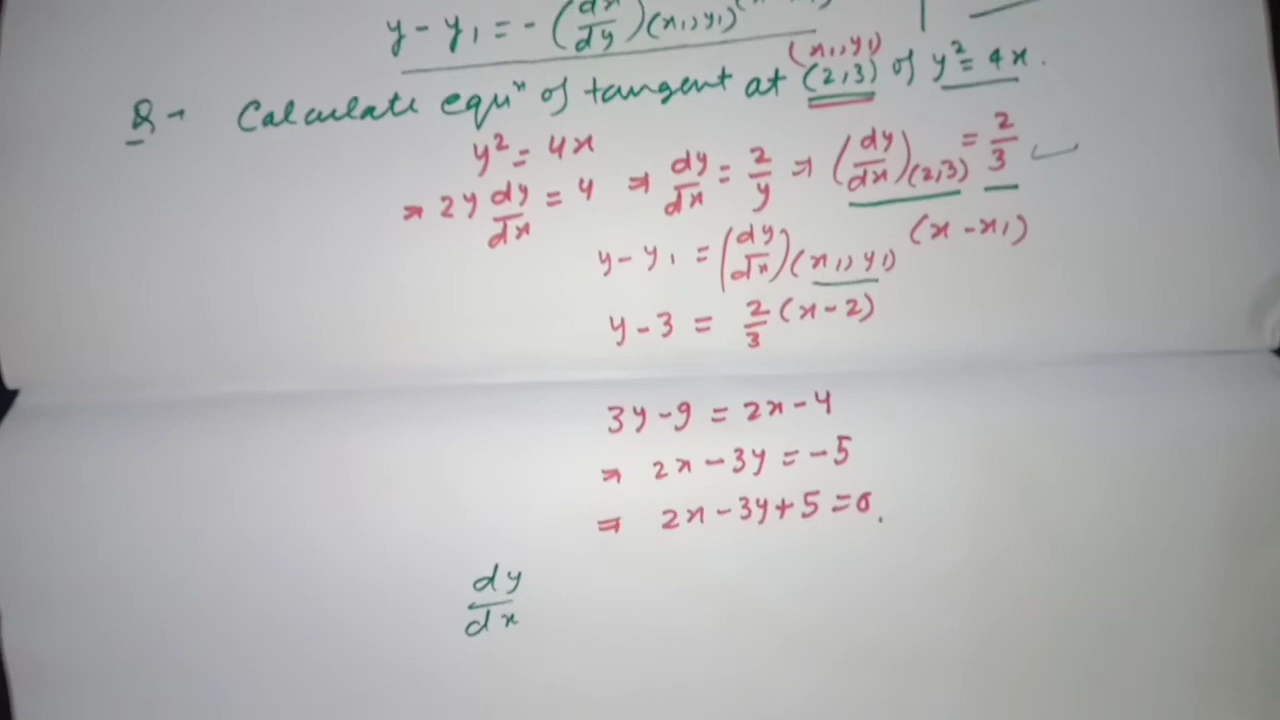 y - y₁ = - (dx/dy)(x₁, y₁)
(x₁, y₁)
Q → Calculate equⁿ of tangent at (2,3) of y² = 4x.
y² = 4x
⇒ 2y dy/dx = 4 ⇒ dy/dx = 2/y ⇒ (dy/dx)(2,3) = 2/3
y - y₁ = (dy/dx)(x₁, y₁) (x - x₁)
y - 3 = 2/3 (x - 2)
3y - 9 = 2x - 4
⇒ 2x - 3y = -5
⇒ 2x - 3y + 5 = 0.
dy/dx